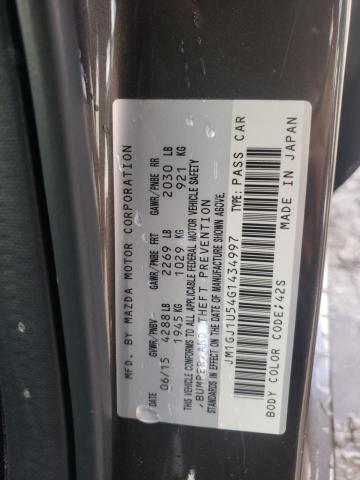 MFD. BY MAZDA MOTOR CORPORATION
DATE GVWR/PNBV GAWR/PNBE FRT GAWR/PNBE RR
06/15 4288 LB 2269 LB 2030 LB
1945 KG 1029 KG 921 KG
THIS VEHICLE CONFORMS TO ALL APPLICABLE FEDERAL MOTOR VEHICLE SAFETY
, BUMPER, AND THEFT PREVENTION
STANDARDS IN EFFECT ON THE DATE OF MANUFACTURE SHOWN ABOVE.
JM1GJ1U54G1434997 TYPE: PASS CAR
BODY COLOR CODE:42S MADE IN JAPAN